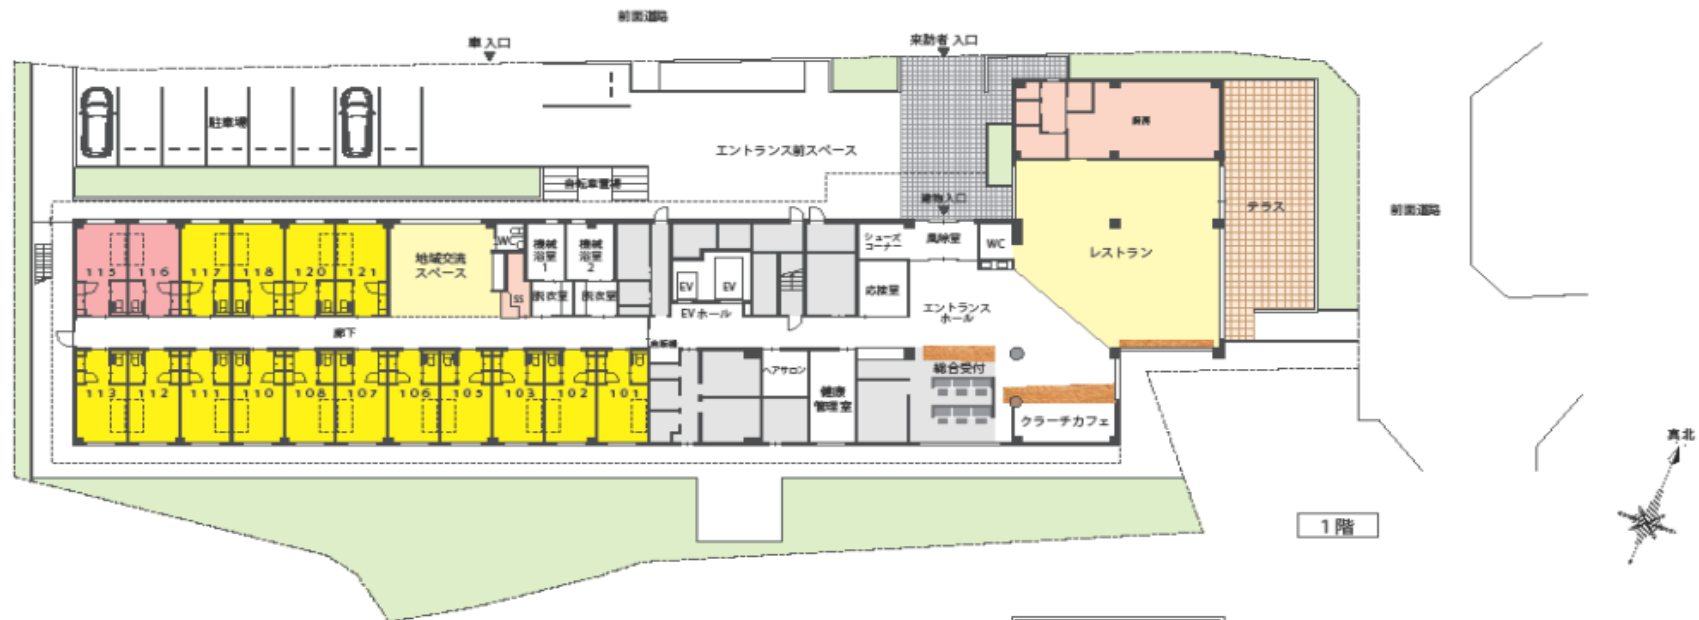 前面道路
車 入口
来訪者 入口
駐車場
厨房
エントランス前スペース
自転車置場
建物入口
テラス
前面道路
レストラン
115
116
117
118
120
121
地域交流
スペース
WC
機械
浴室
1
機械
浴室
2
シューズ
コーナー
風除室
WC
SS
脱衣室
脱衣室
EV
EV
応接室
EVホール
エントランス
ホール
廊下
113
112
111
110
108
107
106
105
103
102
101
ヘアサロン
健康
管理室
総合受付
クラーチカフェ
真北
1階